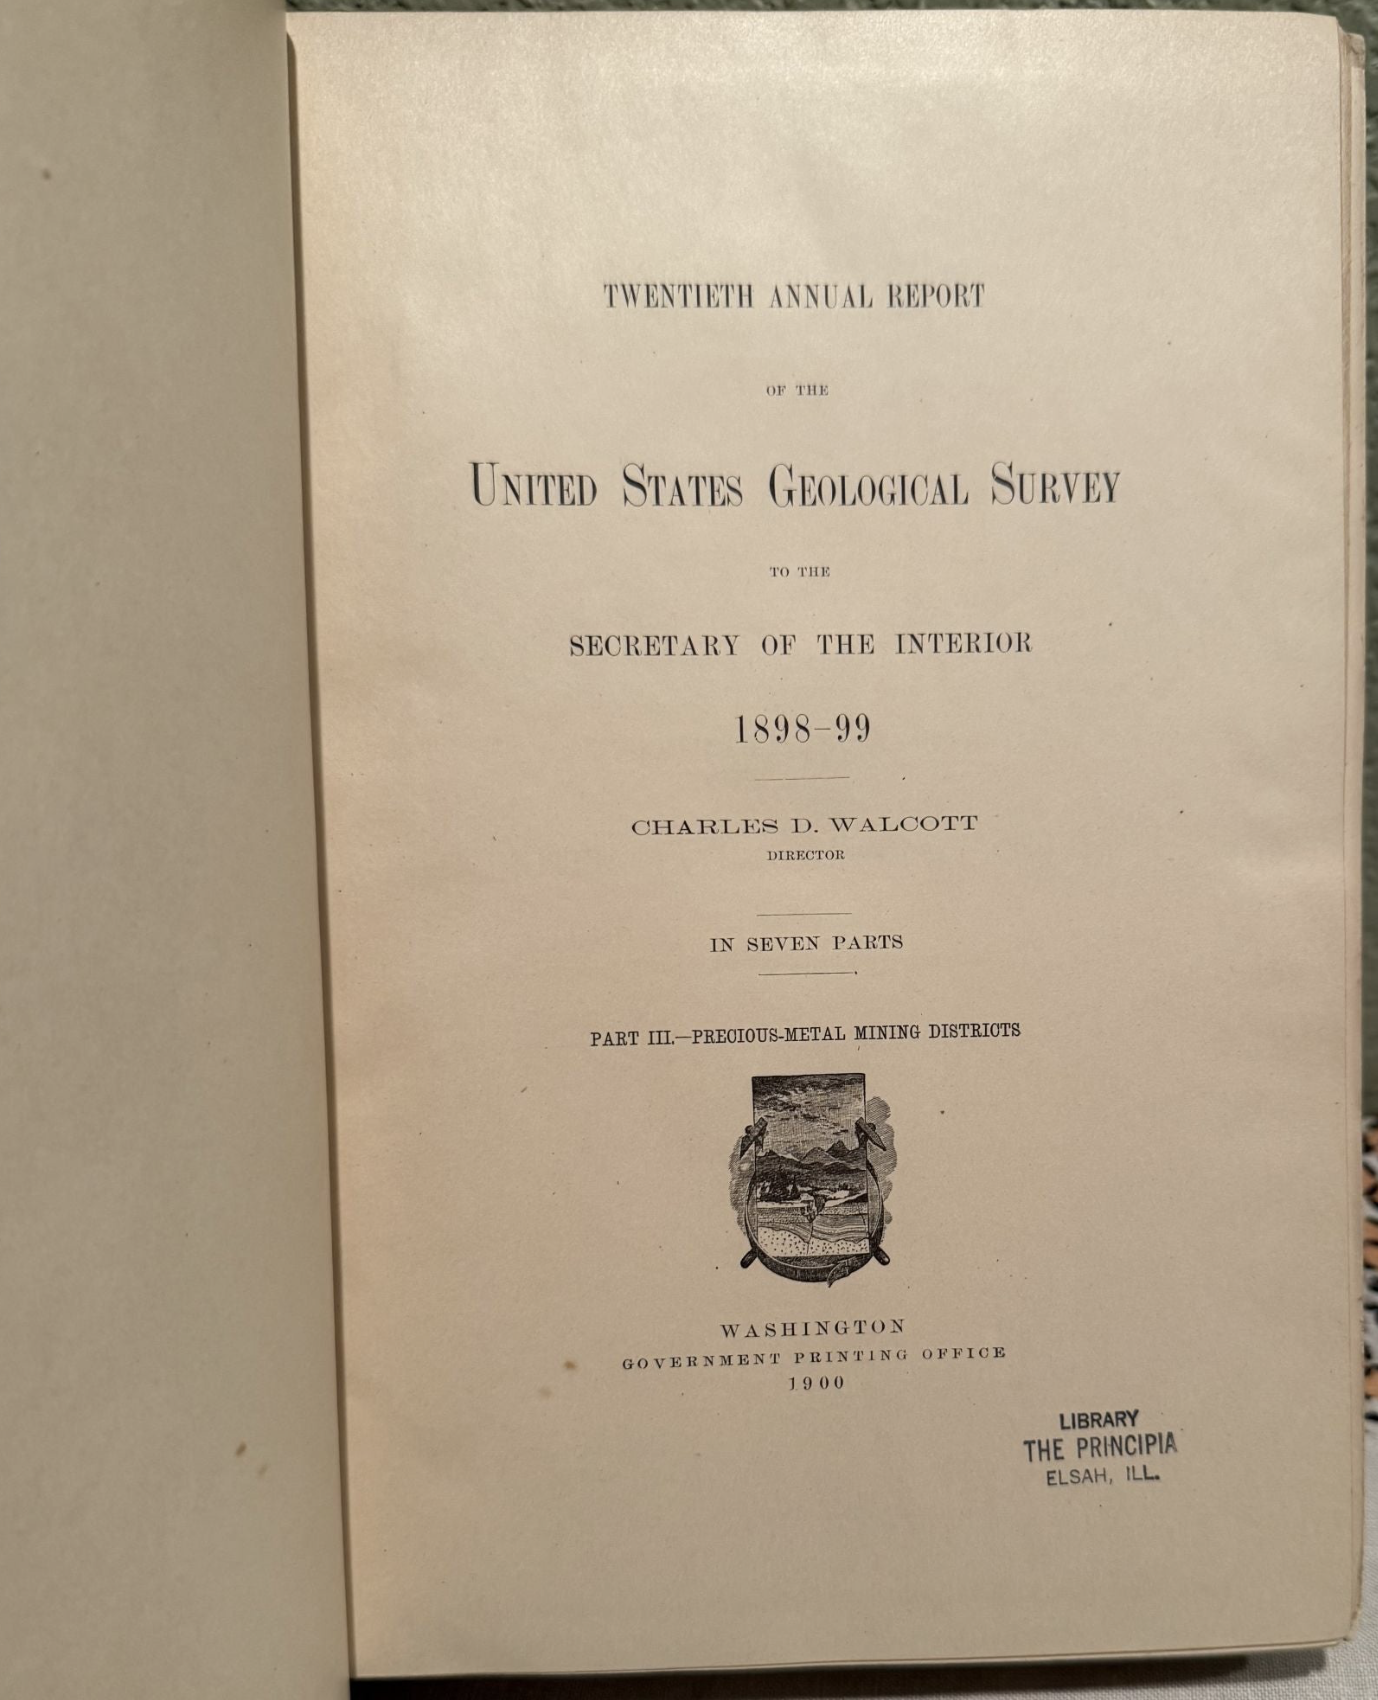 TWENTIETH ANNUAL REPORT
OF THE
UNITED STATES GEOLOGICAL SURVEY
TO THE
SECRETARY OF THE INTERIOR
1898–99
CHARLES D. WALCOTT
DIRECTOR
IN SEVEN PARTS
PART III.—PRECIOUS-METAL MINING DISTRICTS
WASHINGTON
GOVERNMENT PRINTING OFFICE
1900
LIBRARY
THE PRINCIPIA
ELSAH, ILL.